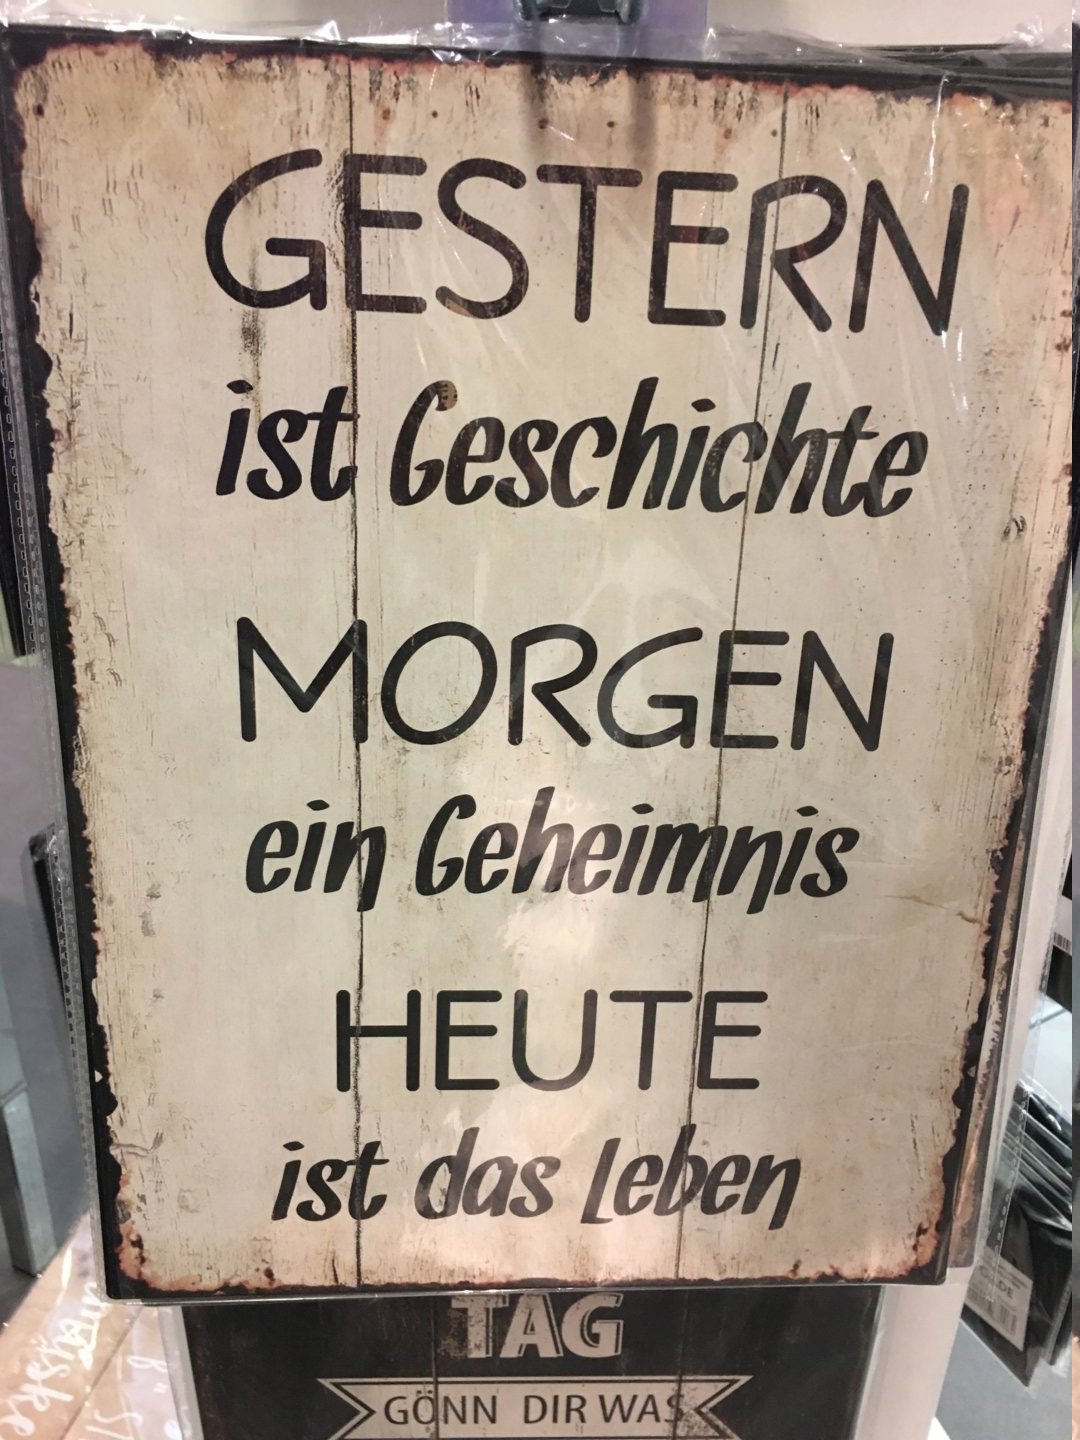 GESTERN
ist Geschichte
MORGEN
ein Geheimnis
HEUTE
ist das Leben
TAG
GÖNN DIR WAS